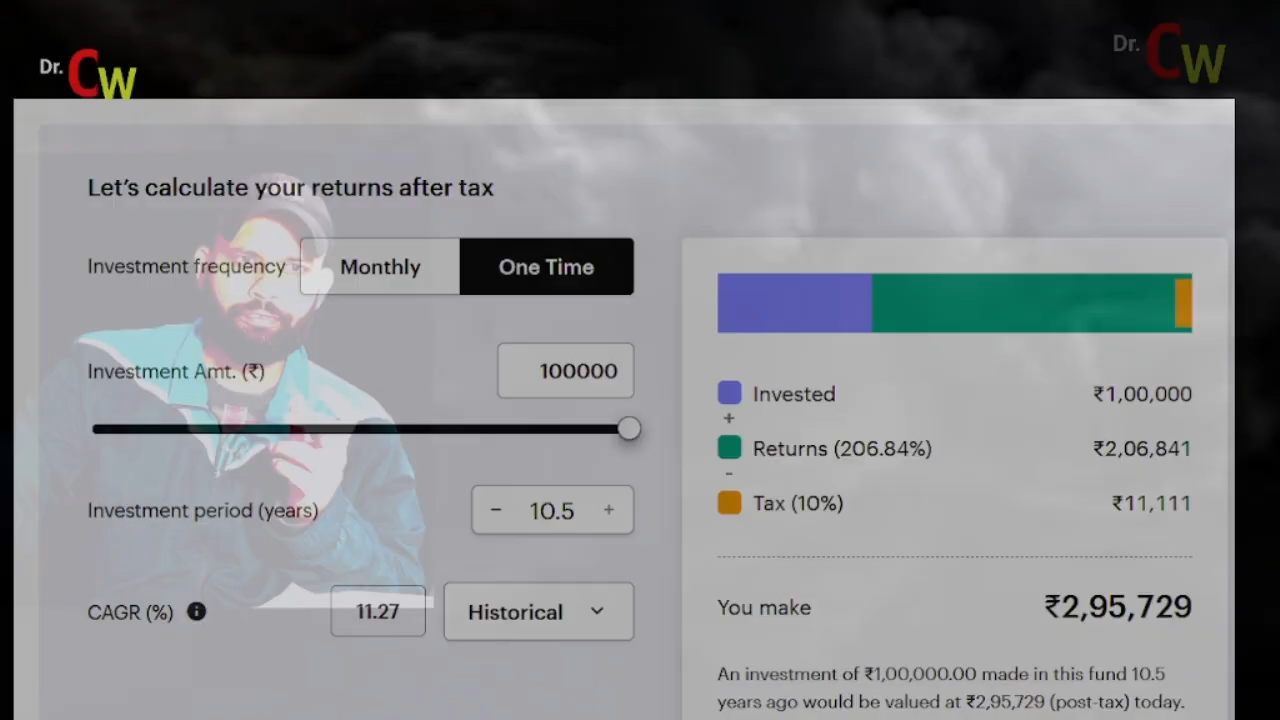 Dr. CW
Dr. CW
Let's calculate your returns after tax
Investment frequency
Monthly
One Time
Investment Amt. (₹)
100000
Investment period (years)
- 10.5 +
CAGR (%)
11.27
Historical
Invested ₹1,00,000
+
Returns (206.84%) ₹2,06,841
-
Tax (10%) ₹11,111
You make ₹2,95,729
An investment of ₹1,00,000.00 made in this fund 10.5
years ago would be valued at ₹2,95,729 (post-tax) today.